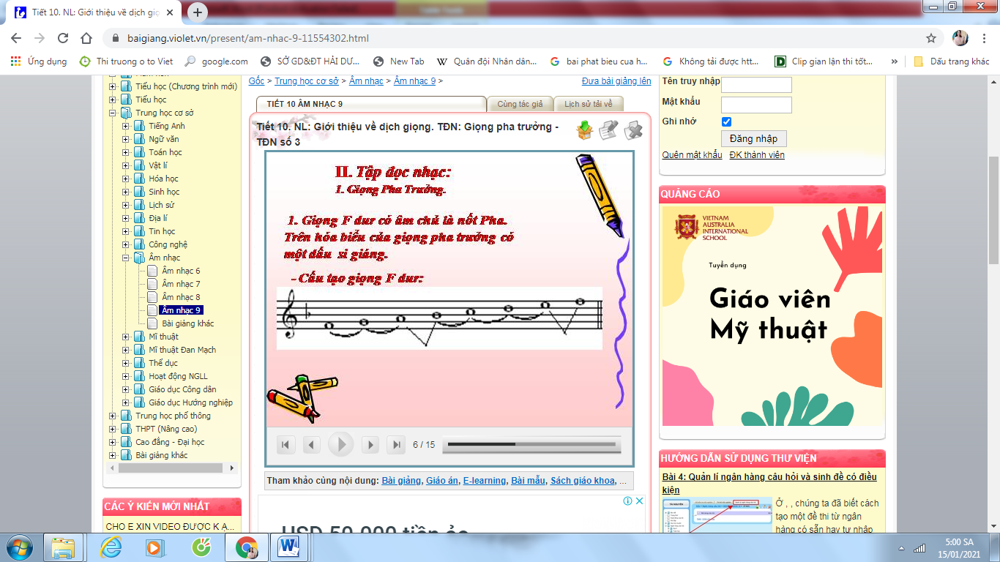 Tiết 10. NL: Giới thiệu về dịch giọ
baigiang.violet.vn/present/am-nhac-9-11554302.html
Ứng dụng
Thi truong o to Viet
google.com
SỞ GD&ĐT HẢI DƯ...
New Tab
Quân đội Nhân dân...
bai phat bieu cua h...
Không tải được htt...
Clip gian lận thi tốt...
»
Dấu trang khác
Tiểu học (Chương trình mới)
Tiểu học
Trung học cơ sở
Tiếng Anh
Ngữ văn
Toán học
Vật lí
Hóa học
Sinh học
Lịch sử
Địa lí
Tin học
Công nghệ
Âm nhạc
Âm nhạc 6
Âm nhạc 7
Âm nhạc 8
Âm nhạc 9
Bài giảng khác
Mĩ thuật
Mĩ thuật Đan Mạch
Thể dục
Hoạt động NGLL
Giáo dục Công dân
Giáo dục Hướng nghiệp
Trung học phổ thông
THPT (Nâng cao)
Cao đẳng - Đại học
Bài giảng khác
CÁC Ý KIẾN MỚI NHẤT
CHO E XIN VIDEO ĐƯỢC K Ạ...
Gốc > Trung học cơ sở > Âm nhạc > Âm nhạc 9 >
Đưa bài giảng lên
TIẾT 10 ÂM NHẠC 9
Cùng tác giả
Lịch sử tải về
Tiết 10. NL: Giới thiệu về dịch giọng. TĐN: Giọng pha trưởng -
TĐN số 3
II. Tập đọc nhạc:
1. Giọng Pha Trưởng.
1. Giọng F dur có âm chủ là nốt Pha.
Trên hóa biểu của giọng pha trưởng có
một dấu si giáng.
- Cấu tạo giọng F dur:
6 / 15
Tham khảo cùng nội dung: Bài giảng, Giáo án, E-learning, Bài mẫu, Sách giáo khoa, ...
USD 50.000 tiền ảo
Tên truy nhập
Mật khẩu
Ghi nhớ
Đăng nhập
Quên mật khẩu ĐK thành viên
QUẢNG CÁO
VIETNAM
AUSTRALIA
INTERNATIONAL
SCHOOL
Tuyển dụng
Giáo viên
Mỹ thuật
HƯỚNG DẪN SỬ DỤNG THƯ VIỆN
Bài 4: Quản lí ngân hàng câu hỏi và sinh đề có điều
kiện
Ở , , chúng ta đã biết cách
tạo một đề thi từ ngân
hàng có sẵn hay tự nhập
5:00 SA
15/01/2021